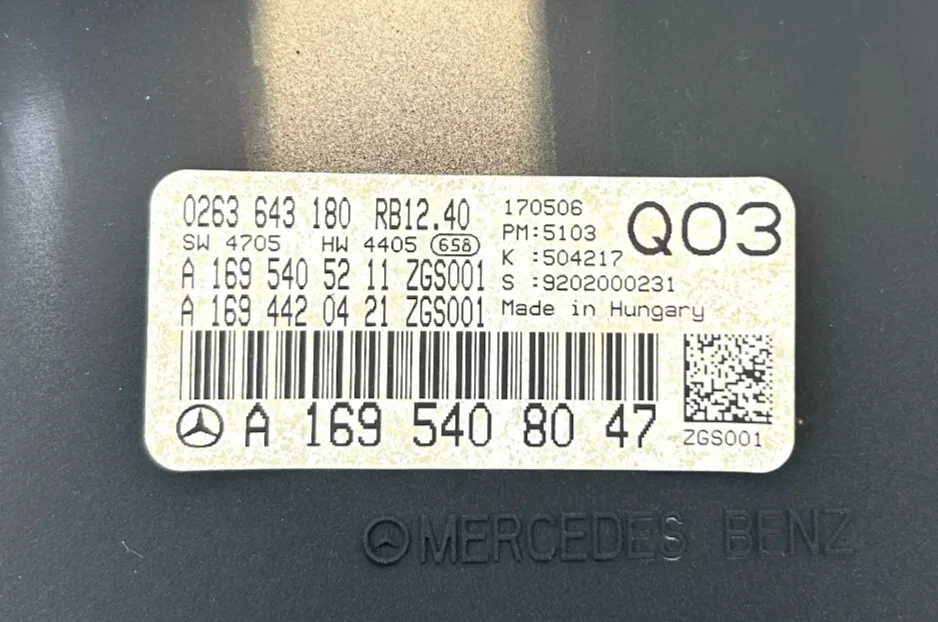 0263 643 180 RB12.40
SW 4705 HW 4405 658
A 169 540 52 11 ZGS001
A 169 442 04 21 ZGS001
170506
PM:5103
K :504217
S :9202000231
Made in Hungary
Q03
A 169 540 80 47
ZGS001
MERCEDES BENZ